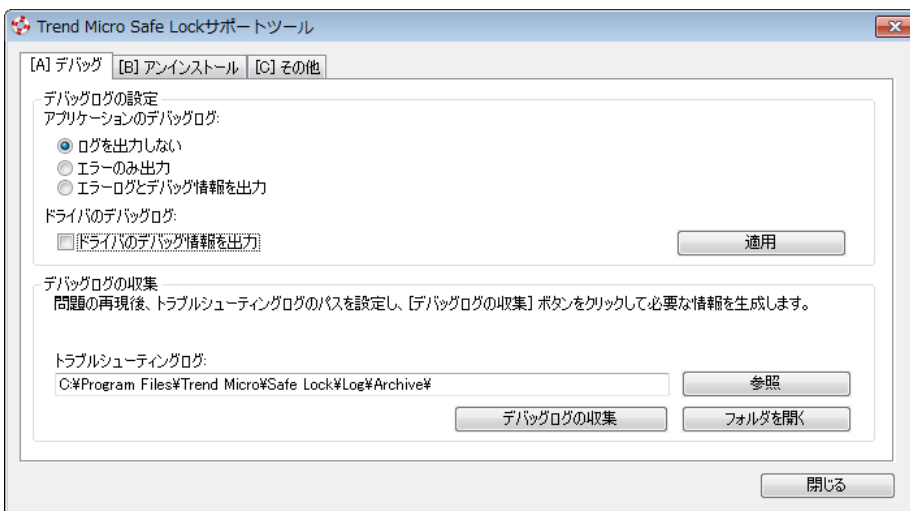 Trend Micro Safe Lockサポートツール
[A] デバッグ [B] アンインストール [C] その他
デバッグログの設定
アプリケーションのデバッグログ:
ログを出力しない
エラーのみ出力
エラーログとデバッグ情報を出力
ドライバのデバッグログ:
ドライバのデバッグ情報を出力
適用
デバッグログの収集
問題の再現後、トラブルシューティングログのパスを設定し、[デバッグログの収集] ボタンをクリックして必要な情報を生成します。
トラブルシューティングログ:
C:¥Program Files¥Trend Micro¥Safe Lock¥Log¥Archive¥ 参照
デバッグログの収集 フォルダを開く
閉じる